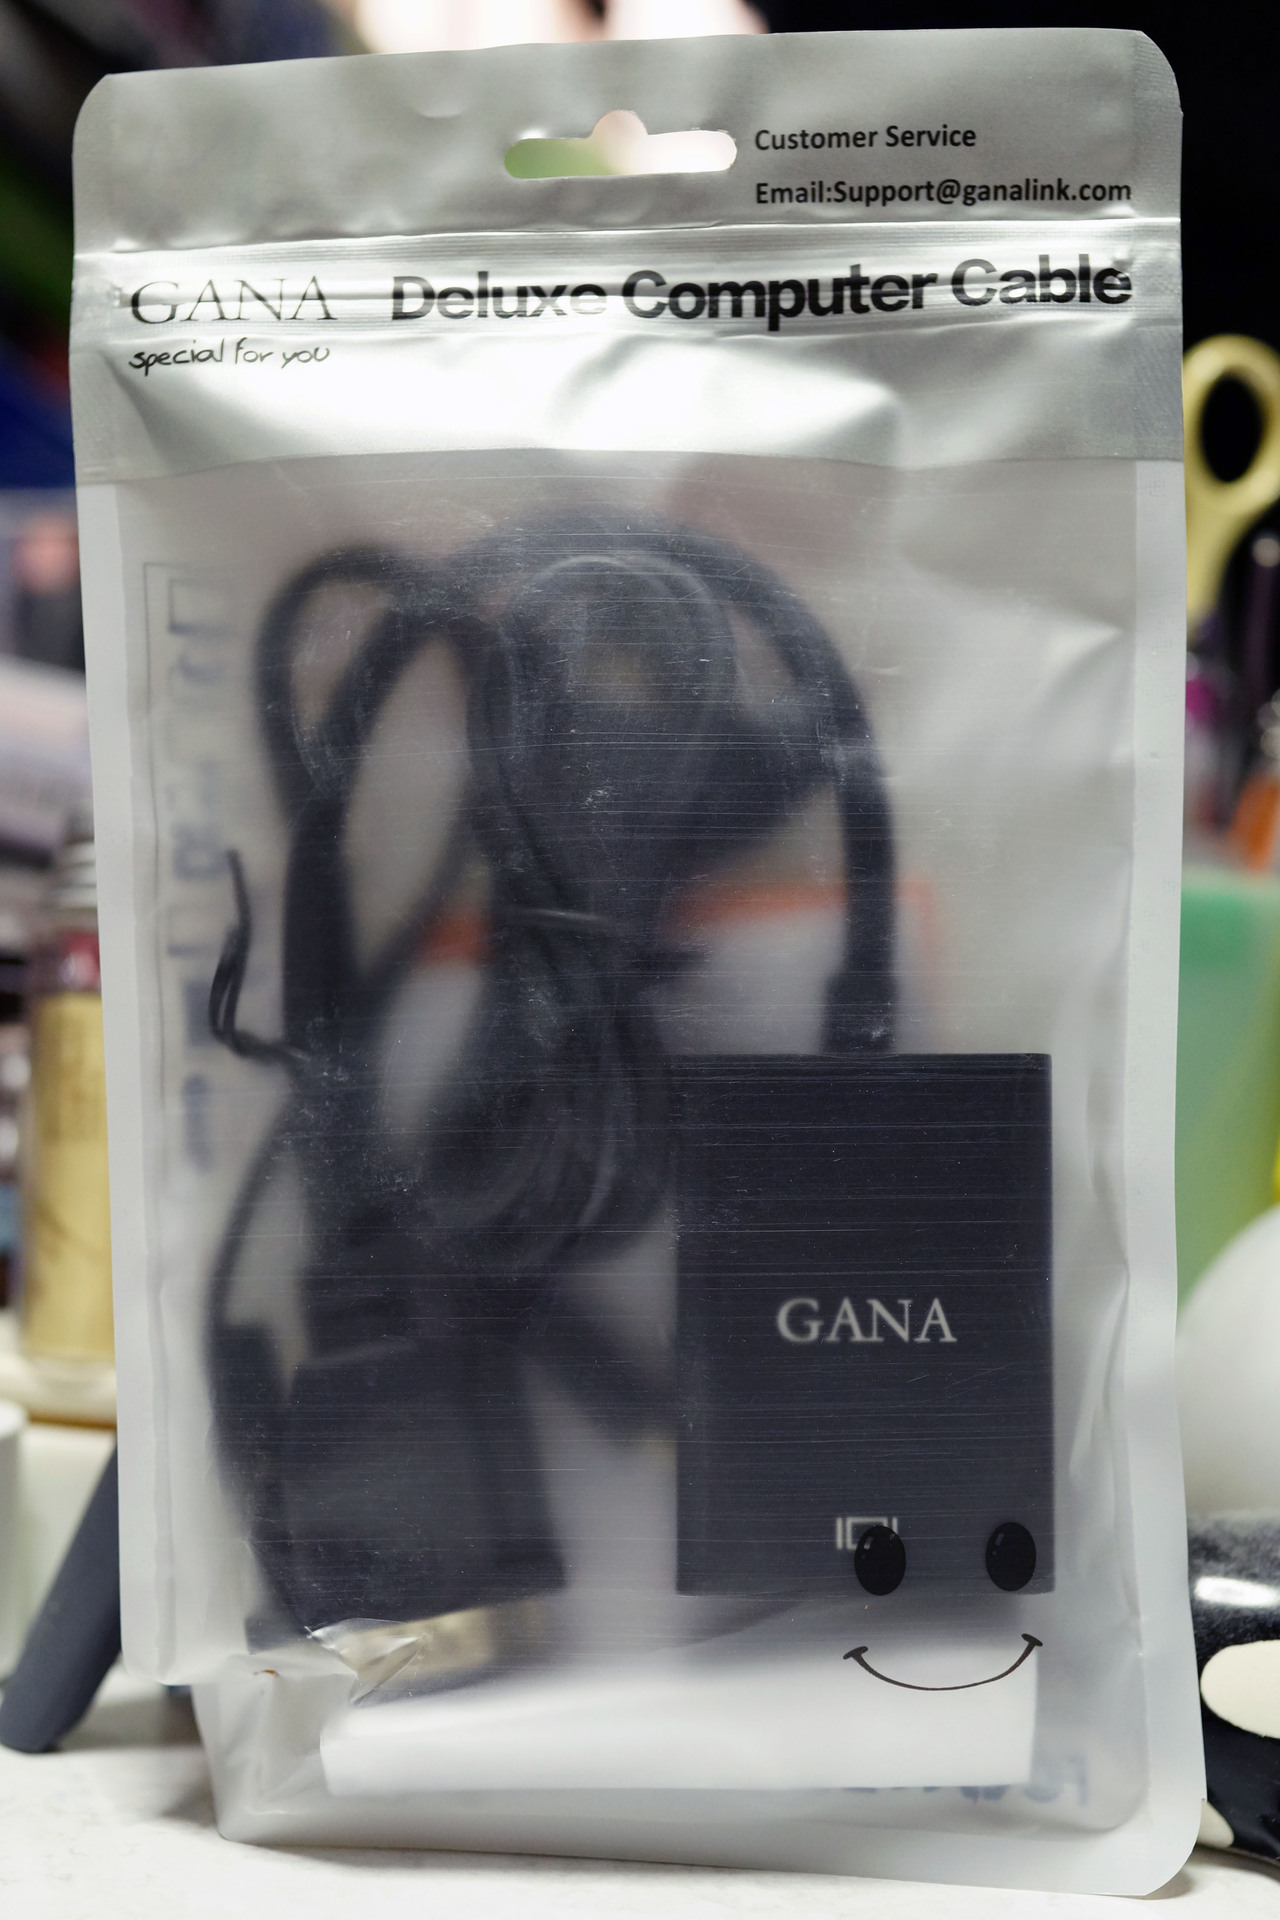 Customer Service
Email:Support@ganalink.com
GANA Deluxe Computer Cable
special for you
GANA